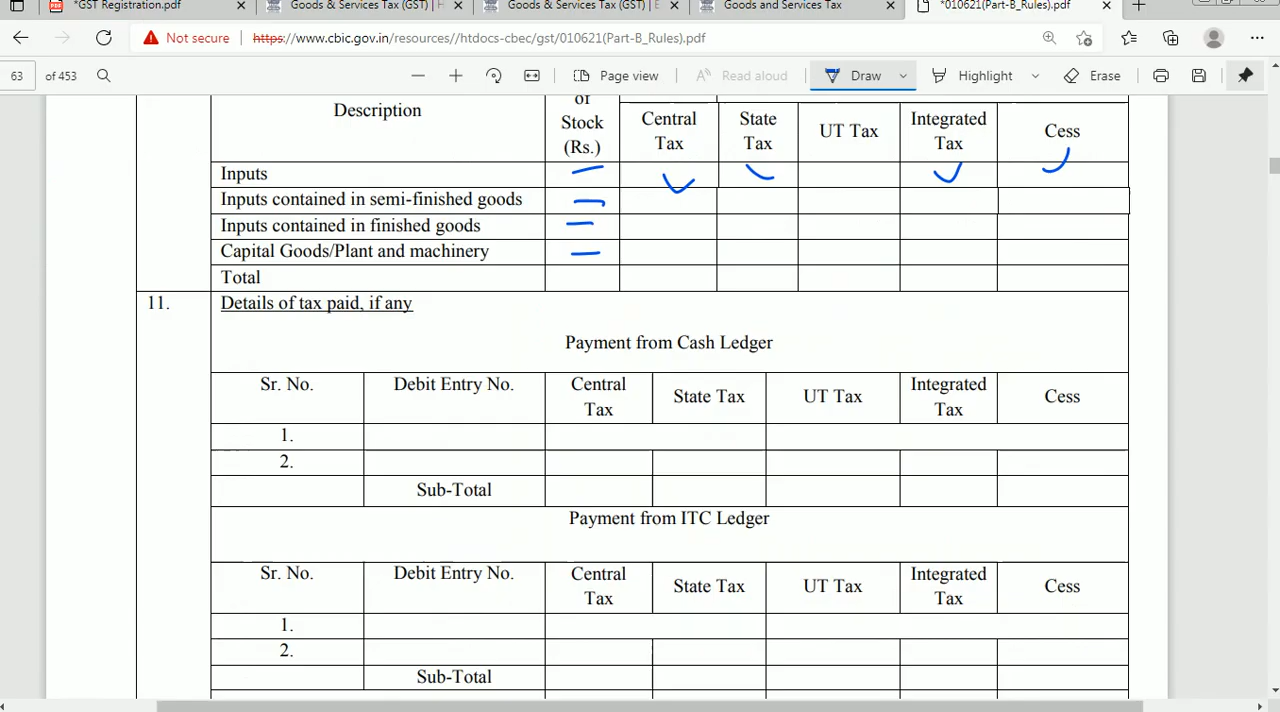 *GST Registration.pdf
Goods & Services Tax (GST) | H
Goods & Services Tax (GST) | E
Goods and Services Tax
*010621(Part-B_Rules).pdf
Not secure
https://www.cbic.gov.in/resources//htdocs-cbec/gst/010621(Part-B_Rules).pdf
63 of 453
Page view
Read aloud
Draw
Highlight
Erase
Description of Stock (Rs.) Central Tax State Tax UT Tax Integrated Tax Cess
Inputs
Inputs contained in semi-finished goods
Inputs contained in finished goods
Capital Goods/Plant and machinery
Total
11. Details of tax paid, if any
Payment from Cash Ledger
Sr. No. Debit Entry No. Central Tax State Tax UT Tax Integrated Tax Cess
1.
2.
Sub-Total
Payment from ITC Ledger
Sr. No. Debit Entry No. Central Tax State Tax UT Tax Integrated Tax Cess
1.
2.
Sub-Total